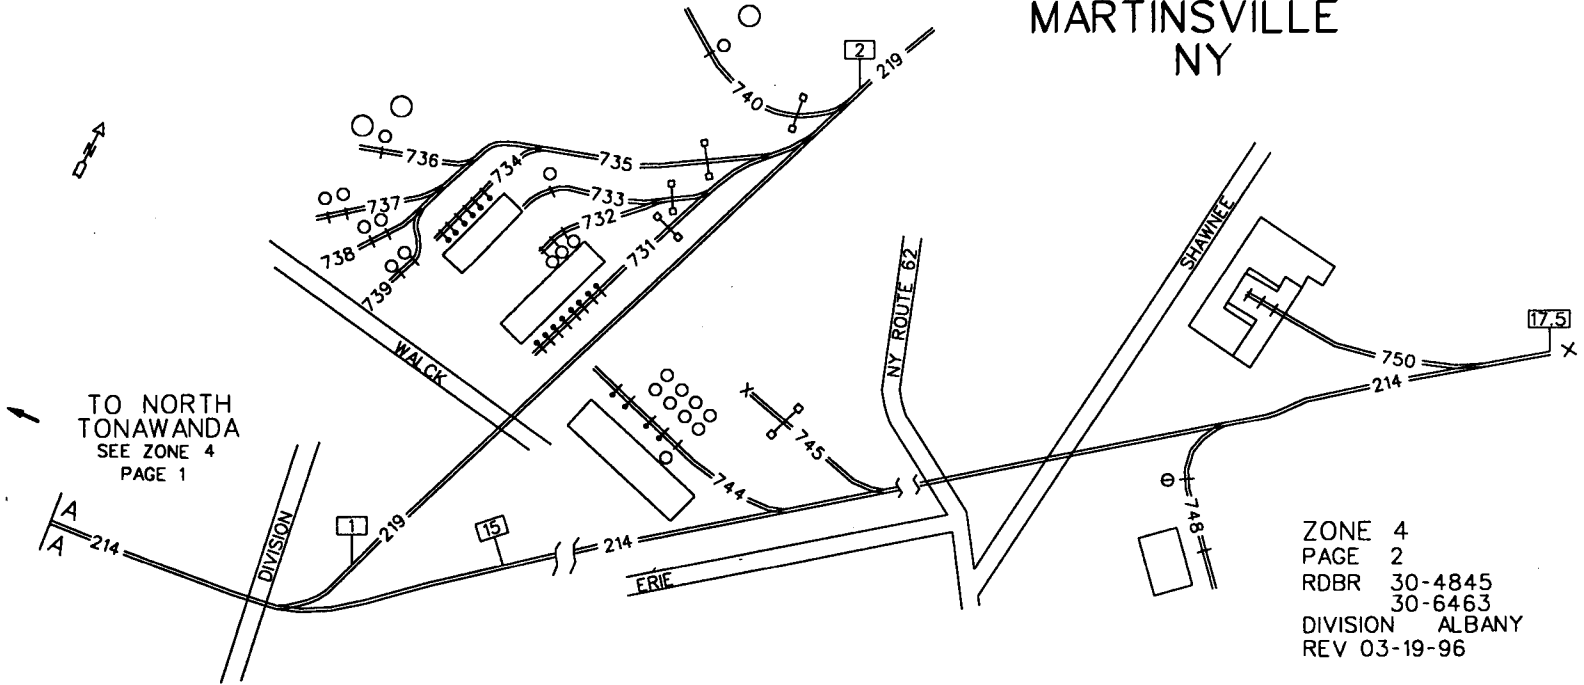 MARTINSVILLE
NY
2
219
740
736
734
735
737
733
732
738
731
739
N
SHAWNEE
NY ROUTE 62
17.5
X
750
214
WALCK
TO NORTH
TONAWANDA
SEE ZONE 4
PAGE 1
X
745
744
748
A
A
214
DIVISION
1
219
15
214
ERIE
ZONE 4
PAGE 2
RDBR 30-4845
30-6463
DIVISION ALBANY
REV 03-19-96